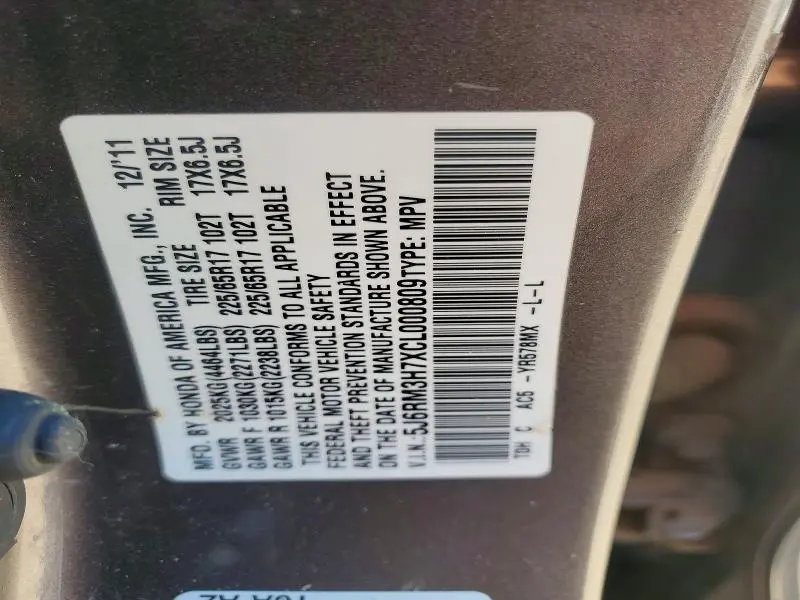 MFD. BY HONDA OF AMERICA MFG., INC. 12/'11
GVWR 2025KG(4464LBS) TIRE SIZE RIM SIZE
GAWR F 1030KG(2271LBS) 225/65R17 102T 17X6.5J
GAWR R 1015KG(2238LBS) 225/65R17 102T 17X6.5J
THIS VEHICLE CONFORMS TO ALL APPLICABLE
FEDERAL MOTOR VEHICLE SAFETY
AND THEFT PREVENTION STANDARDS IN EFFECT
ON THE DATE OF MANUFACTURE SHOWN ABOVE.
V.I.N.:5J6RM3H7XCL000809TYPE: MPV
TDH C AC5 -YR578MX -L-L